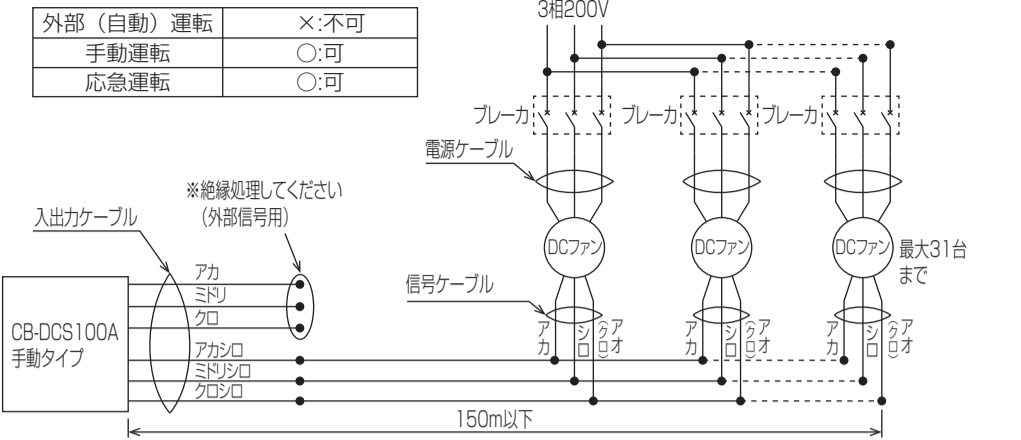 外部（自動）運転 ×:不可
手動運転 ○:可
応急運転 ○:可
3相200V
ブレーカ ブレーカ ブレーカ
電源ケーブル
※絶縁処理してください
（外部信号用）
入出力ケーブル
DCファン DCファン DCファン
最大31台
まで
信号ケーブル
アカ
ミドリ
クロ
CB-DCS100A
手動タイプ
アカシロ
ミドリシロ
クロシロ
アカ シロ （クロ） アオ
アカ シロ （クロ） アオ
アカ シロ （クロ） アオ
150m以下